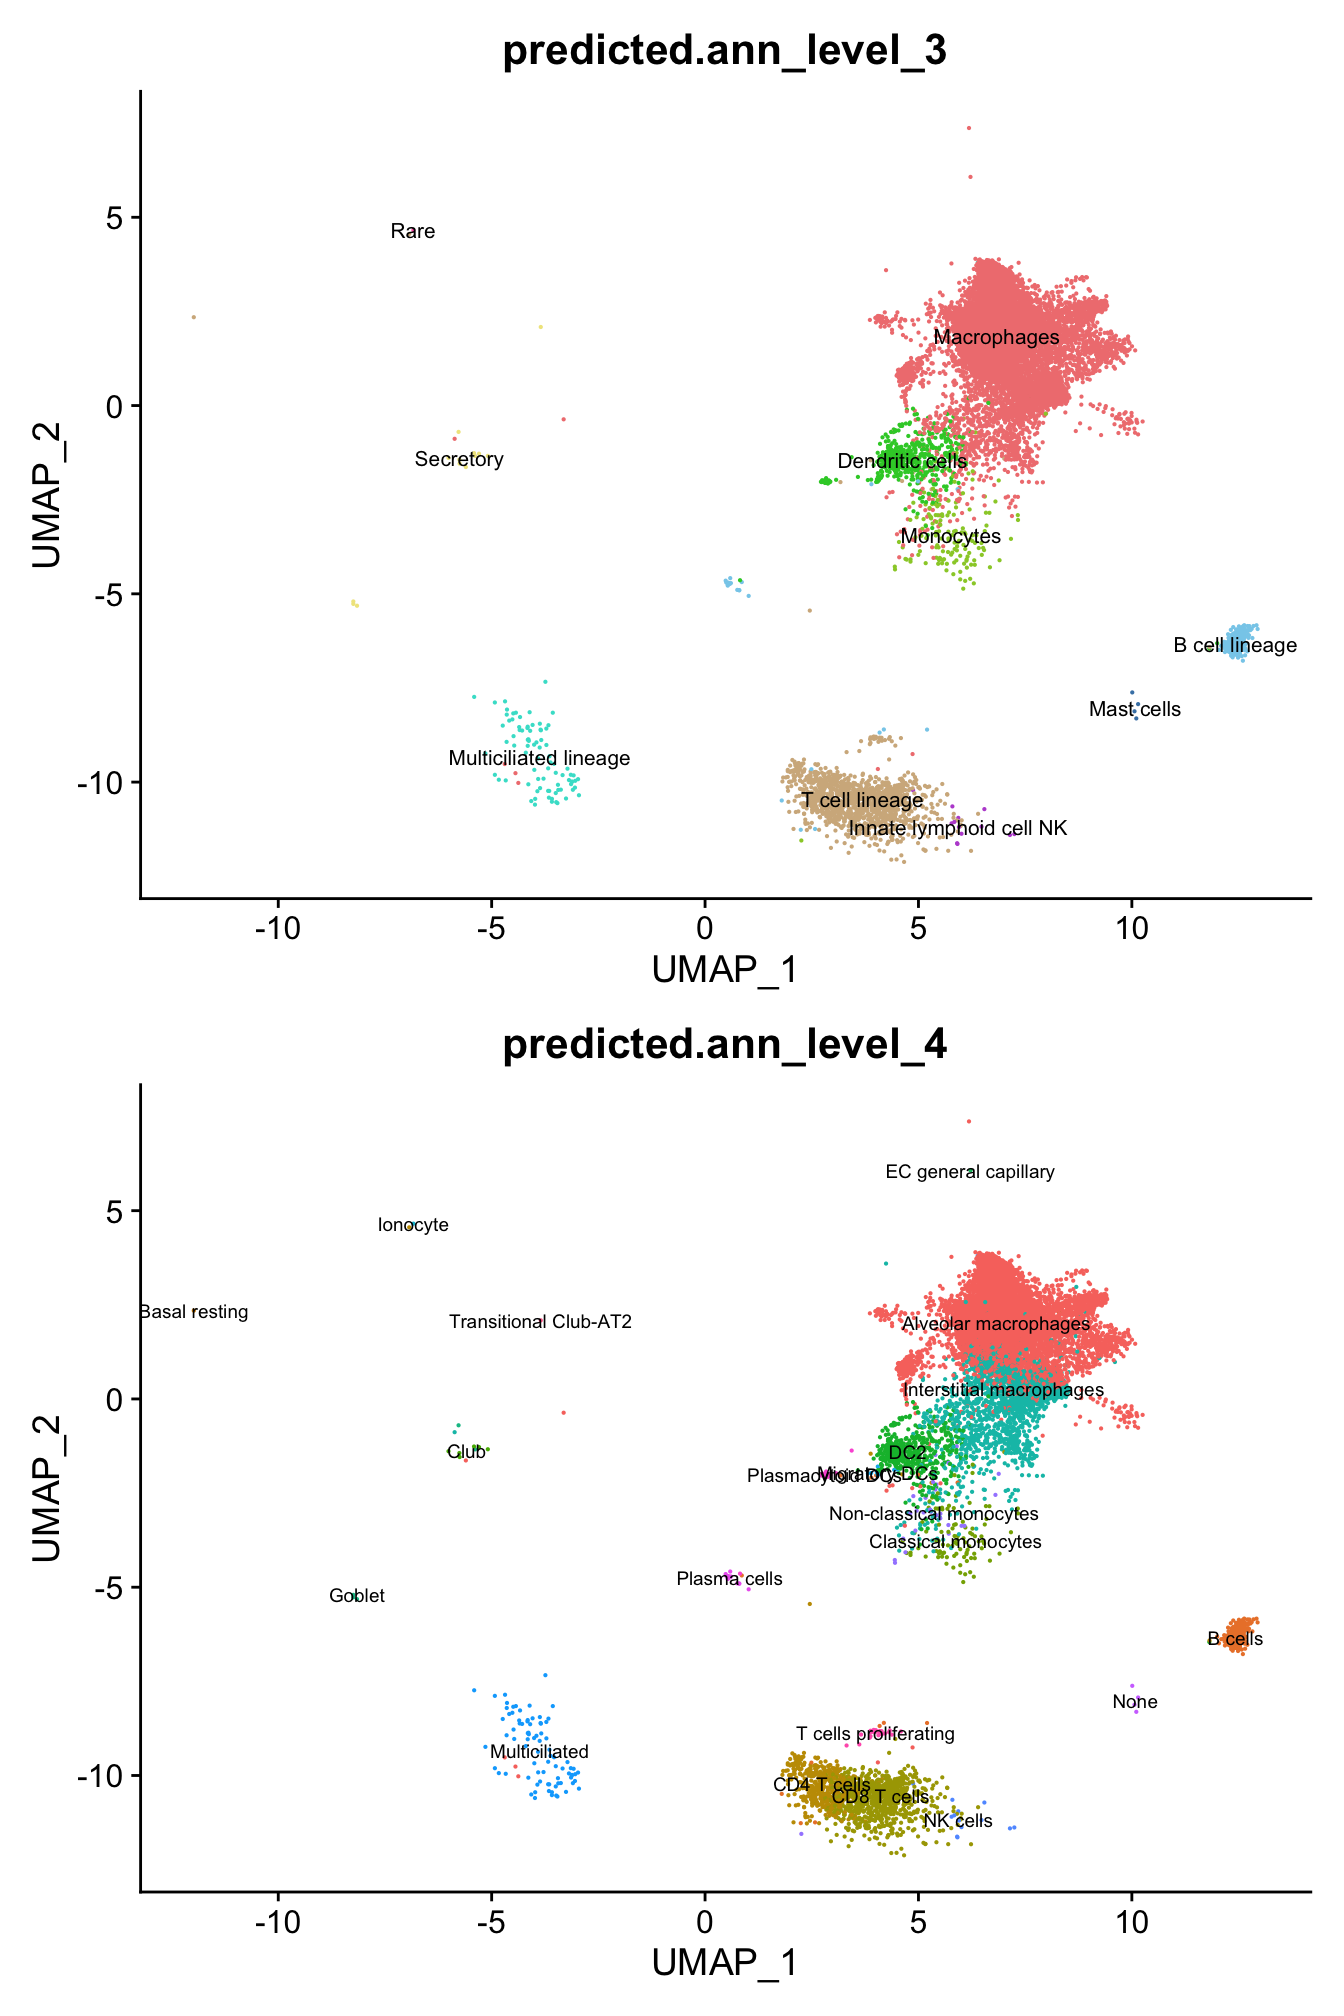 predicted.ann_level_3
UMAP_2
5
0
-5
-10
Rare
Macrophages
Secretory
Dendritic cells
Monocytes
B cell lineage
Mast cells
Multiciliated lineage
T cell lineage
Innate lymphoid cell NK
-10 -5 0 5 10
UMAP_1
predicted.ann_level_4
UMAP_2
5
0
-5
-10
EC general capillary
Ionocyte
Basal resting
Transitional Club-AT2
Alveolar macrophages
Interstitial macrophages
Club
DC2
Migratory DCs
Plasmacytoid DCs
Non-classical monocytes
Classical monocytes
Plasma cells
Goblet
B cells
None
T cells proliferating
Multiciliated
CD4 T cells
CD8 T cells
NK cells
-10 -5 0 5 10
UMAP_1